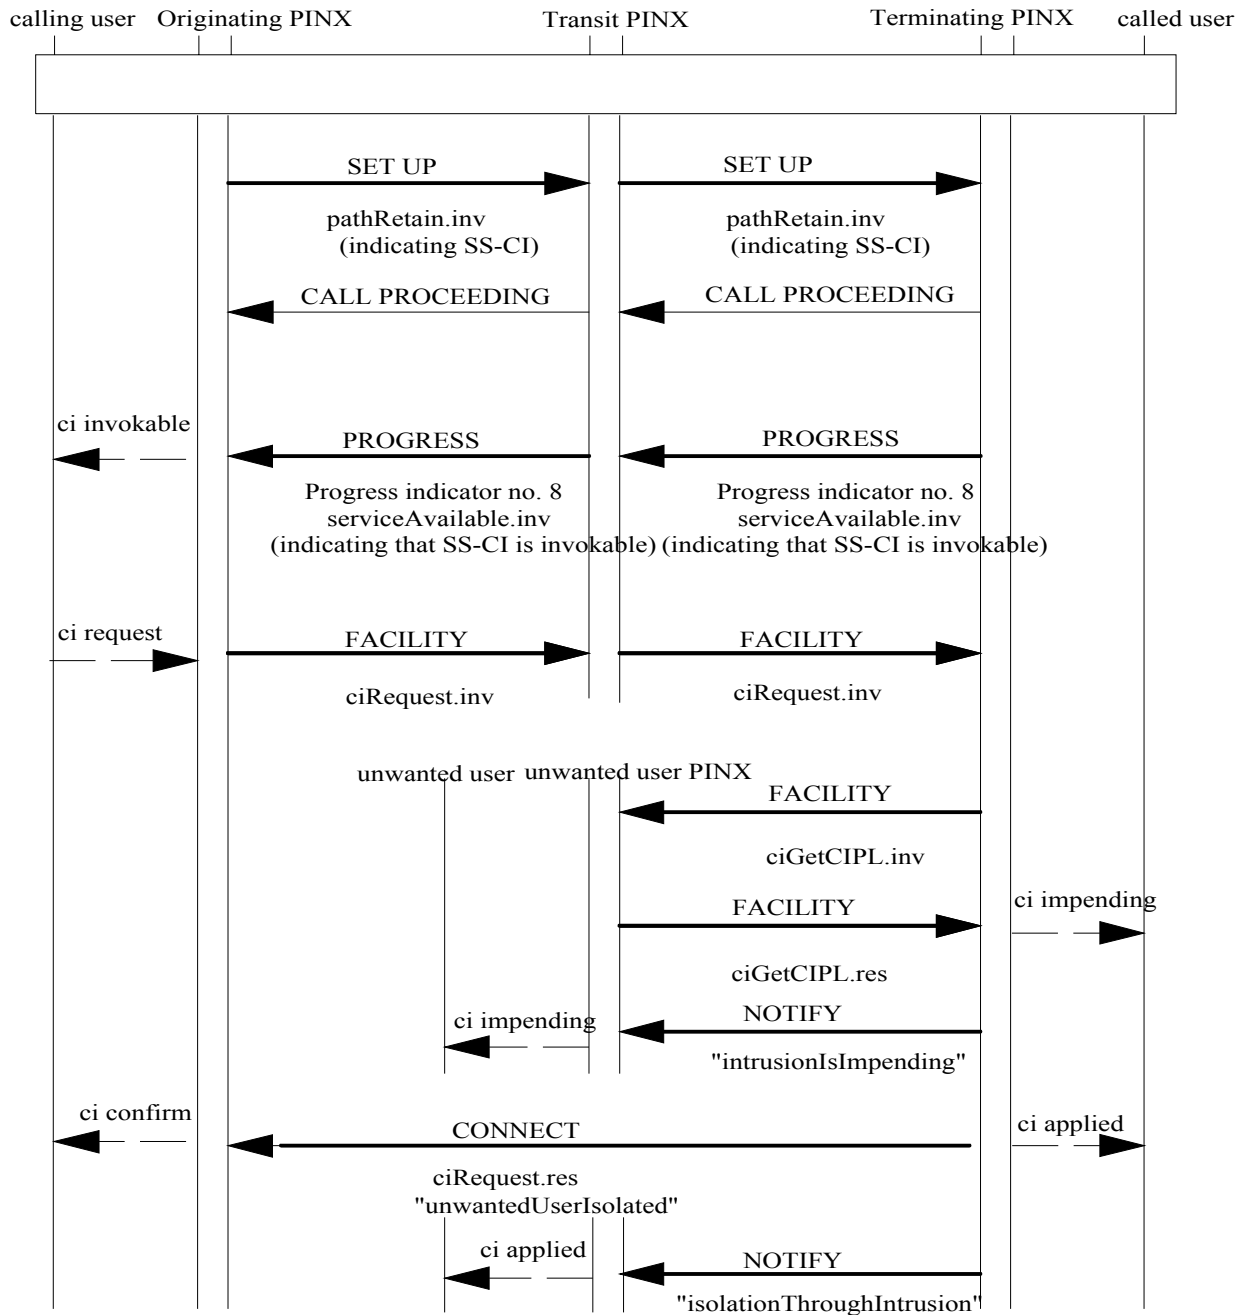 calling user Originating PINX Transit PINX Terminating PINX called user
SET UP SET UP
pathRetain.inv pathRetain.inv
(indicating SS-CI) (indicating SS-CI)
CALL PROCEEDING CALL PROCEEDING
ci invokable
PROGRESS PROGRESS
Progress indicator no. 8 Progress indicator no. 8
serviceAvailable.inv serviceAvailable.inv
(indicating that SS-CI is invokable) (indicating that SS-CI is invokable)
ci request
FACILITY FACILITY
ciRequest.inv ciRequest.inv
unwanted user unwanted user PINX
FACILITY
ciGetCIPL.inv
FACILITY ci impending
ciGetCIPL.res
ci impending NOTIFY
"intrusionIsImpending"
ci confirm CONNECT ci applied
ciRequest.res
"unwantedUserIsolated"
ci applied NOTIFY
"isolationThroughIntrusion"